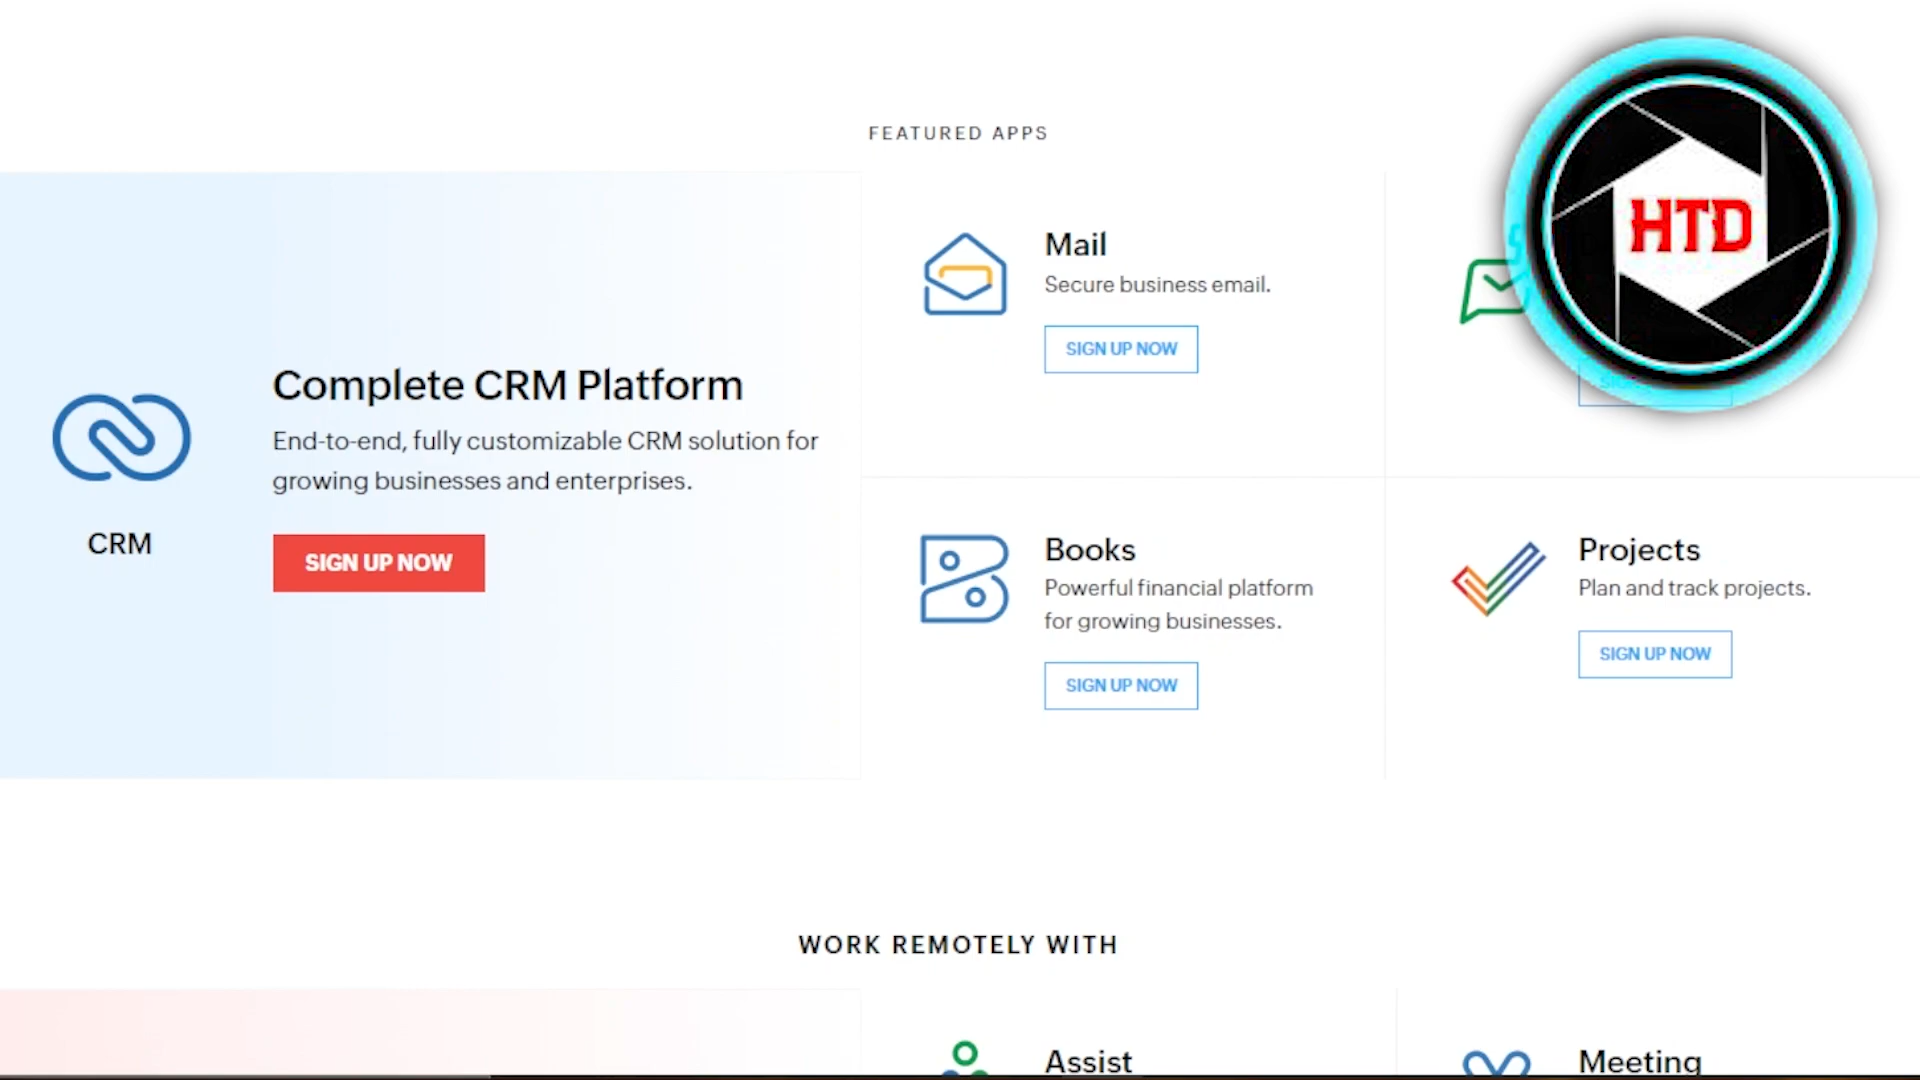 FEATURED APPS
HTD
Complete CRM Platform
End-to-end, fully customizable CRM solution for
growing businesses and enterprises.
CRM
SIGN UP NOW
Mail
Secure business email.
SIGN UP NOW
Books
Powerful financial platform
for growing businesses.
SIGN UP NOW
Projects
Plan and track projects.
SIGN UP NOW
WORK REMOTELY WITH
Assist
Meeting